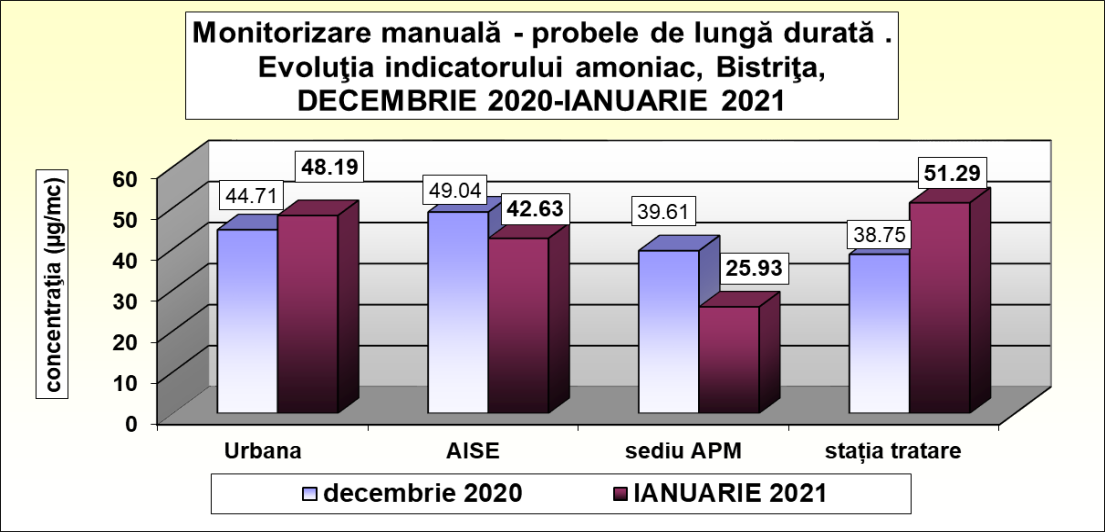 Monitorizare manuală - probele de lungă durată .
Evoluţia indicatorului amoniac, Bistriţa,
DECEMBRIE 2020-IANUARIE 2021
concentraţia (µg/mc)
60
50
40
30
20
10
0
44.71
48.19
49.04
42.63
39.61
25.93
38.75
51.29
Urbana
AISE
sediu APM
stația tratare
decembrie 2020
IANUARIE 2021